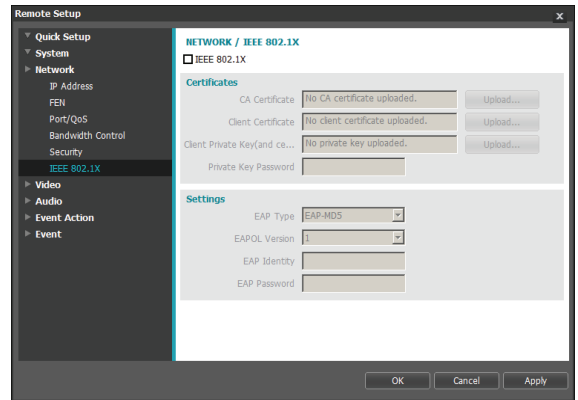 Remote Setup
x
Quick Setup
System
Network
IP Address
FEN
Port/QoS
Bandwidth Control
Security
IEEE 802.1X
Video
Audio
Event Action
Event
NETWORK / IEEE 802.1X
IEEE 802.1X
Certificates
CA Certificate No CA certificate uploaded. Upload...
Client Certificate No client certificate uploaded. Upload...
Client Private Key(and ce... No private key uploaded. Upload...
Private Key Password
Settings
EAP Type EAP-MD5
EAPOL Version 1
EAP Identity
EAP Password
OK Cancel Apply